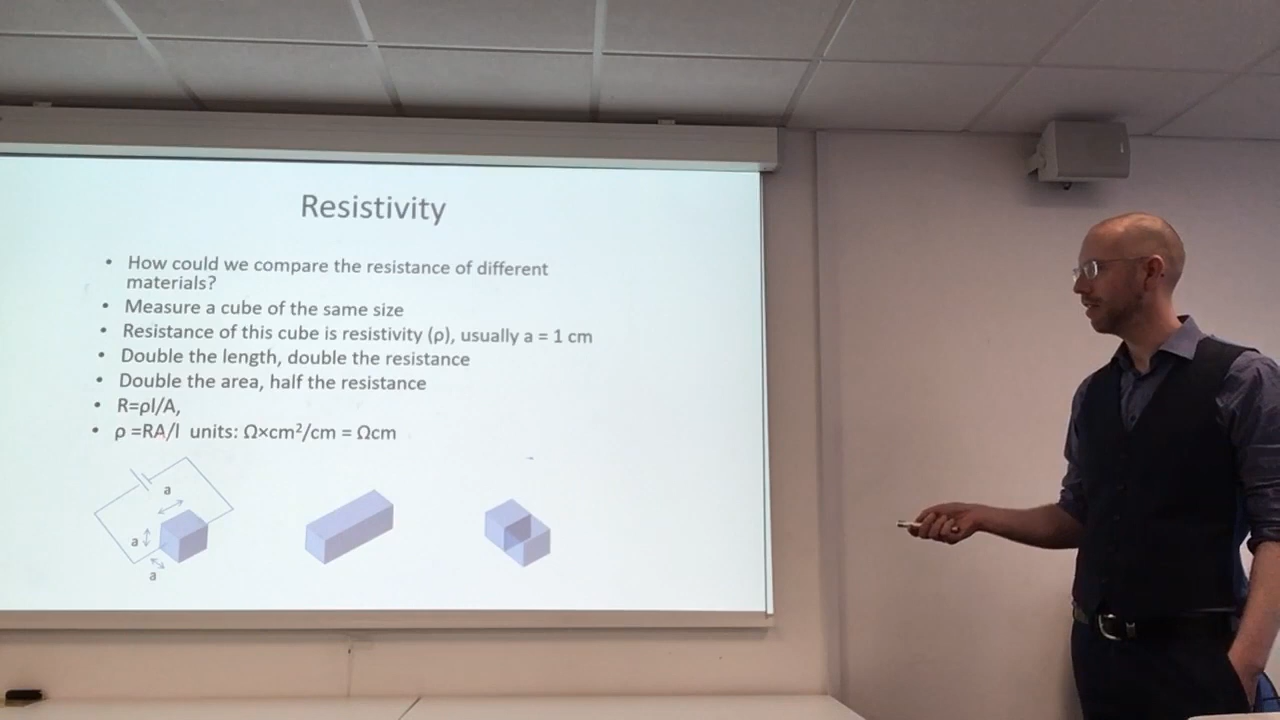 Resistivity
• How could we compare the resistance of different
materials?
• Measure a cube of the same size
• Resistance of this cube is resistivity (ρ), usually a = 1 cm
• Double the length, double the resistance
• Double the area, half the resistance
• R=ρl/A,
• ρ =RA/l units: Ω×cm²/cm = Ωcm
a
a
a